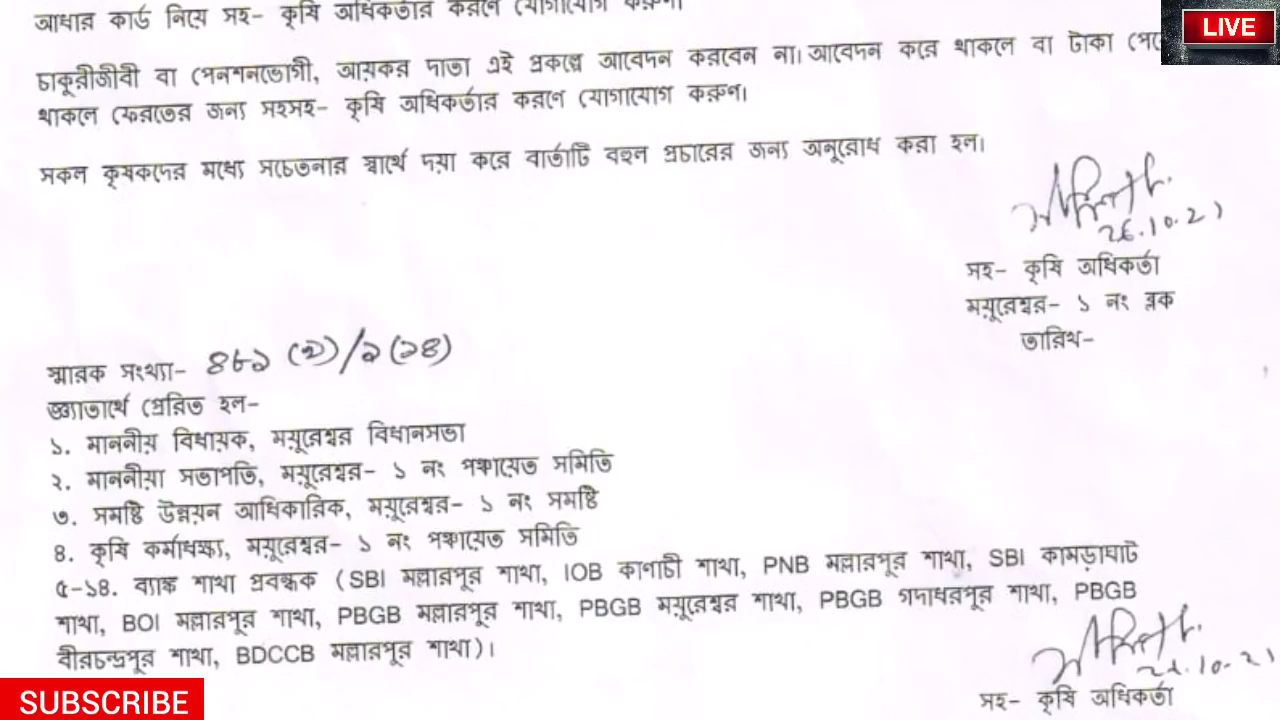 আধার কার্ড নিয়ে সহ- কৃষি অধিকর্তার করণে যোগাযোগ করুন।
LIVE
চাকুরীজীবী বা পেনশনভোগী, আয়কর দাতা এই প্রকল্পে আবেদন করবেন না। আবেদন করে থাকলে বা টাকা
থাকলে ফেরতের জন্য সহসহ- কৃষি অধিকর্তার করণে যোগাযোগ করুন।
সকল কৃষকদের মধ্যে সচেতনার স্বার্থে দয়া করে বার্তাটি বহুল প্রচারের জন্য অনুরোধ করা হল।
26.10.21
সহ- কৃষি অধিকর্তা
ময়ূরেশ্বর- ১ নং ব্লক
তারিখ-
স্মারক সংখ্যা- ৪৮১ (২)/১(১৪)
জ্ঞ্যাতার্থে প্রেরিত হল-
১. মাননীয় বিধায়ক, ময়ূরেশ্বর বিধানসভা
২. মাননীয়া সভাপতি, ময়ূরেশ্বর- ১ নং পঞ্চায়েত সমিতি
৩. সমষ্টি উন্নয়ন আধিকারিক, ময়ূরেশ্বর- ১ নং সমষ্টি
৪. কৃষি কর্মাধক্ষ্য, ময়ূরেশ্বর- ১ নং পঞ্চায়েত সমিতি
৫-১৪. ব্যাঙ্ক শাখা প্রবন্ধক (SBI মল্লারপুর শাখা, IOB কানাচী শাখা, PNB মল্লারপুর শাখা, SBI কামড়াঘাট
শাখা, BOI মল্লারপুর শাখা, PBGB মল্লারপুর শাখা, PBGB ময়ূরেশ্বর শাখা, PBGB গদাধরপুর শাখা, PBGB
বীরচন্দ্রপুর শাখা, BDCCB মল্লারপুর শাখা)।
26.10.21
সহ- কৃষি অধিকর্তা
SUBSCRIBE